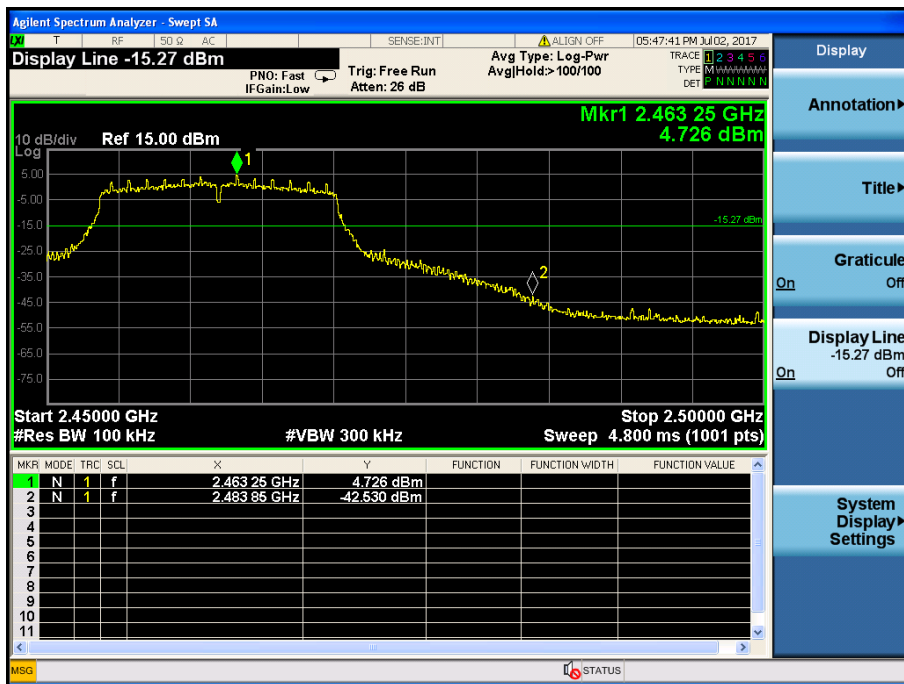 Agilent Spectrum Analyzer - Swept SA
LXI T RF 50 Ω AC SENSE:INT ALIGN OFF 05:47:41 PM Jul 02, 2017
Display Line -15.27 dBm
PNO: Fast
IFGain:Low
Trig: Free Run
Atten: 26 dB
Avg Type: Log-Pwr
Avg|Hold:> 100/100
TRACE 1 2 3 4 5 6
TYPE M WWWWW
DET P N N N N N
Mkr1 2.463 25 GHz
4.726 dBm
10 dB/div Ref 15.00 dBm
Log
1
5.00
-5.00
-15.0
-15.27 dBm
-25.0
2
-35.0
-45.0
-55.0
-65.0
-75.0
Start 2.45000 GHz Stop 2.50000 GHz
#Res BW 100 kHz #VBW 300 kHz Sweep 4.800 ms (1001 pts)
MKR MODE TRC SCL X Y FUNCTION FUNCTION WIDTH FUNCTION VALUE
1 N 1 f 2.463 25 GHz 4.726 dBm
2 N 1 f 2.483 85 GHz -42.530 dBm
3
4
5
6
7
8
9
10
11
MSG STATUS
Display
Annotation
Title
Graticule
On Off
Display Line
-15.27 dBm
On Off
System
Display
Settings